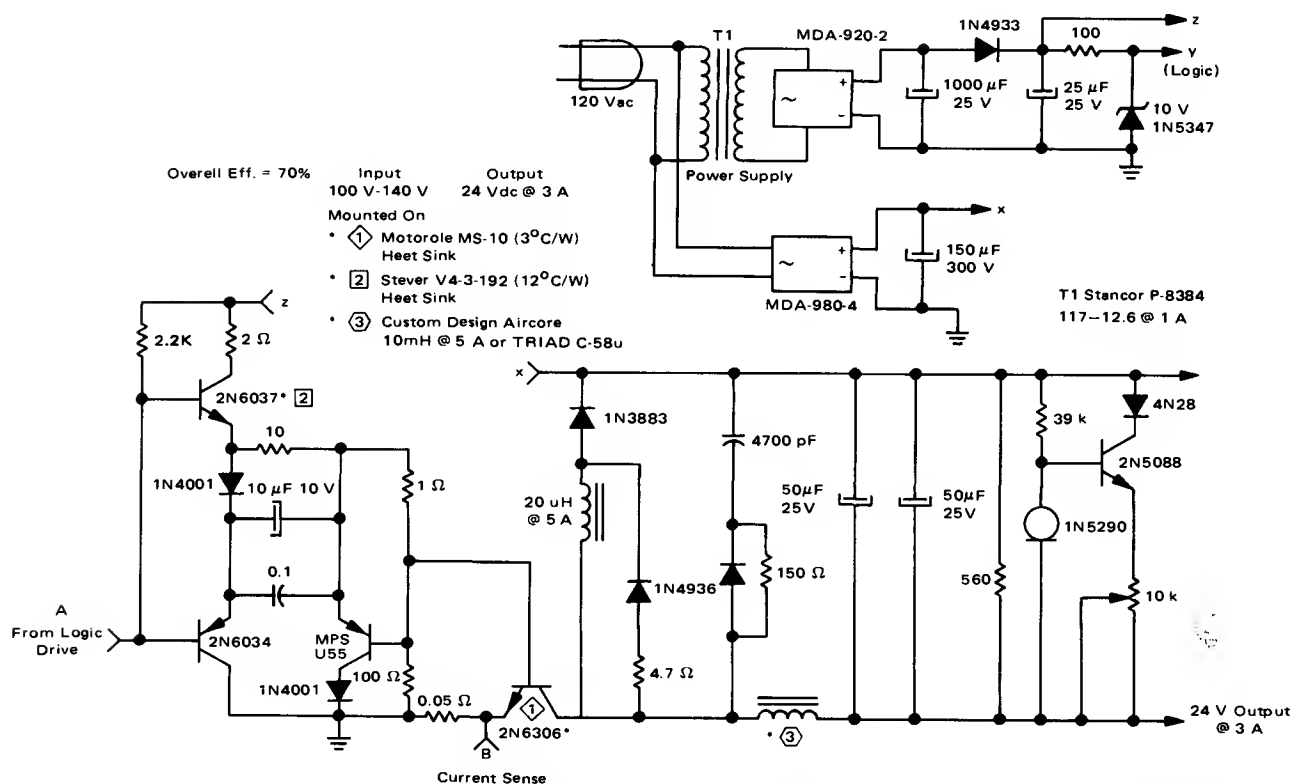 T1
MDA-920-2
1N4933
z
100
y
(Logic)
120 Vac
~
+
-
1000 μF
25 V
25 μF
25 V
10 V
1N5347
Power Supply
Overell Eff. = 70%
Input
100 V-140 V
Output
24 Vdc @ 3 A
Mounted On
* 1 Motorole MS-10 (3°C/W)
Heet Sink
* 2 Stever V4-3-192 (12°C/W)
Heet Sink
* 3 Custom Design Aircore
10mH @ 5 A or TRIAD C-58u
x
~
+
-
150 μF
300 V
MDA-980-4
T1 Stancor P-8384
117–12.6 @ 1 A
z
2.2K
2 Ω
2N6037* 2
10
1N4001
10 μF 10 V
1 Ω
0.1
A
From Logic
Drive
2N6034
MPS
U55
1N4001
100 Ω
0.05 Ω
B
Current Sense
1
2N6306*
x
1N3883
20 uH
@ 5 A
1N4936
4.7 Ω
4700 pF
150 Ω
* 3
50μF
25V
50μF
25V
560
39 k
1N5290
4N28
2N5088
10 k
24 V Output
@ 3 A